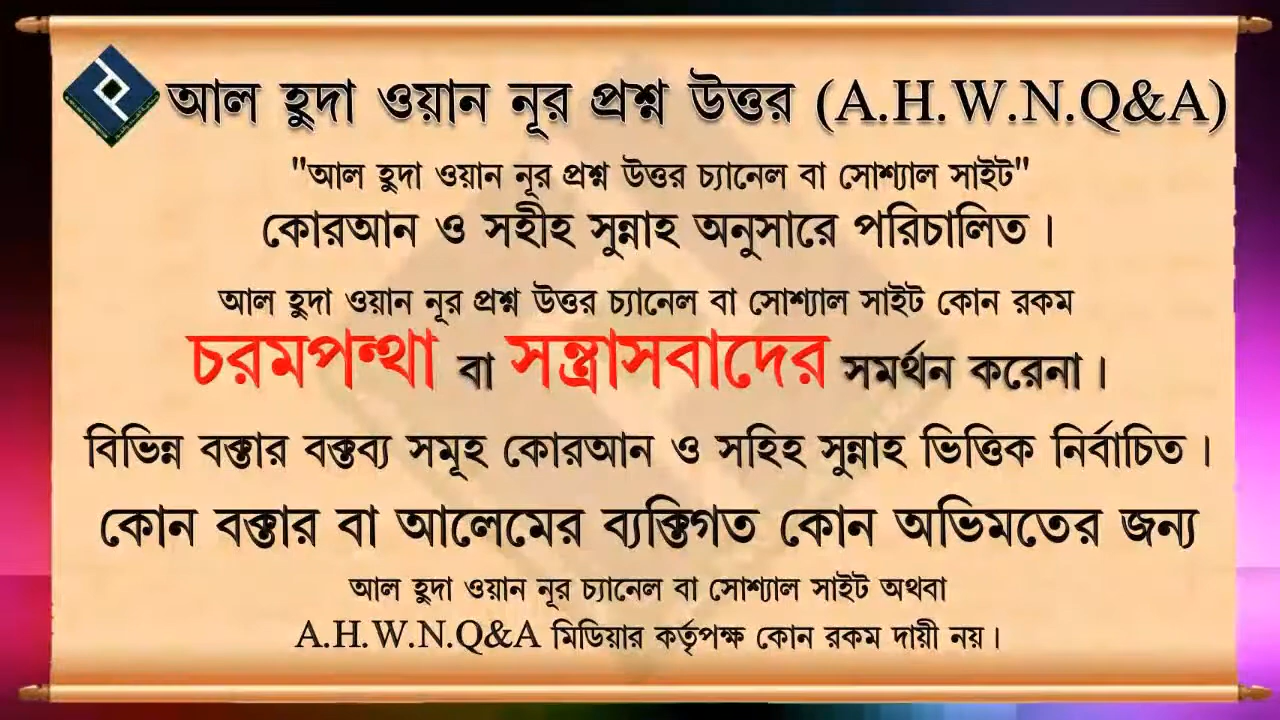 আল হুদা ওয়ান নূর প্রশ্ন উত্তর (A.H.W.N.Q&A)
"আল হুদা ওয়ান নূর প্রশ্ন উত্তর চ্যানেল বা সোশ্যাল সাইট"
কোরআন ও সহীহ সুন্নাহ অনুসারে পরিচালিত।
আল হুদা ওয়ান নূর প্রশ্ন উত্তর চ্যানেল বা সোশ্যাল সাইট কোন রকম
চরমপন্থা বা সন্ত্রাসবাদের সমর্থন করেনা।
বিভিন্ন বক্তার বক্তব্য সমূহ কোরআন ও সহিহ সুন্নাহ ভিত্তিক নির্বাচিত।
কোন বক্তার বা আলেমের ব্যক্তিগত কোন অভিমতের জন্য
আল হুদা ওয়ান নূর চ্যানেল বা সোশ্যাল সাইট অথবা
A.H.W.N.Q&A মিডিয়ার কর্তৃপক্ষ কোন রকম দায়ী নয়।